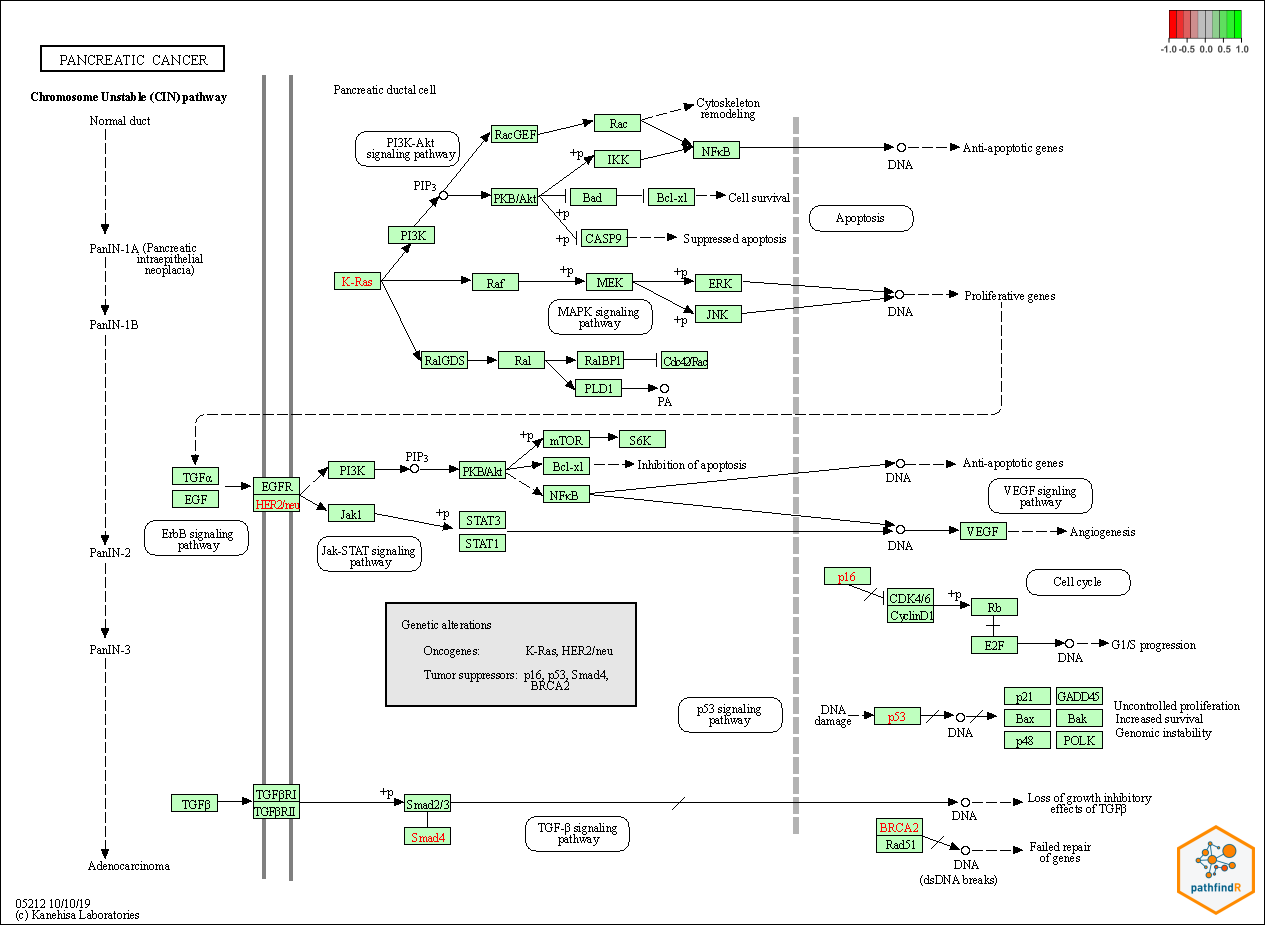 PANCREATIC CANCER
-1.0 -0.5 0.0 0.5 1.0
Chromosome Unstable (CIN) pathway
Normal duct
PanIN-1A (Pancreatic
intraepithelial
neoplacia)
PanIN-1B
PanIN-2
PanIN-3
Adenocarcinoma
Pancreatic ductal cell
PI3K-Akt
signaling pathway
RacGEF
Rac
Cytoskeleton
remodeling
+p
IKK
NFκB
DNA
Anti-apoptotic genes
PIP3
PKB/Akt
Bad
Bcl-xl
Cell survival
+p
Apoptosis
PI3K
+p
CASP9
Suppressed apoptosis
K-Ras
Raf
+p
MEK
+p
ERK
DNA
Proliferative genes
MAPK signaling
pathway
+p
JNK
RalGDS
Ral
RalBP1
Cdc42/Rac
PLD1
PA
TGFα
EGF
EGFR
HER2/neu
PI3K
PIP3
PKB/Akt
+p
mTOR
S6K
Bcl-xl
Inhibition of apoptosis
NFκB
DNA
Anti-apoptotic genes
VEGF signling
pathway
ErbB signaling
pathway
Jak1
+p
STAT3
STAT1
Jak-STAT signaling
pathway
DNA
VEGF
Angiogenesis
p16
CDK4/6
CyclinD1
+p
Rb
E2F
Cell cycle
DNA
G1/S progression
Genetic alterations
Oncogenes: K-Ras, HER2/neu
Tumor suppressors: p16, p53, Smad4,
BRCA2
p53 signaling
pathway
DNA
damage
p53
DNA
p21
GADD45
Bax
Bak
p48
POLK
Uncontrolled proliferation
Increased survival
Genomic instability
TGFβ
TGFβRI
TGFβRII
+p
Smad2/3
Smad4
TGF-β signaling
pathway
DNA
Loss of growth inhibitory
effects of TGFβ
BRCA2
Rad51
DNA
(dsDNA breaks)
Failed repair
of genes
05212 10/10/19
(c) Kanehisa Laboratories
pathfindR